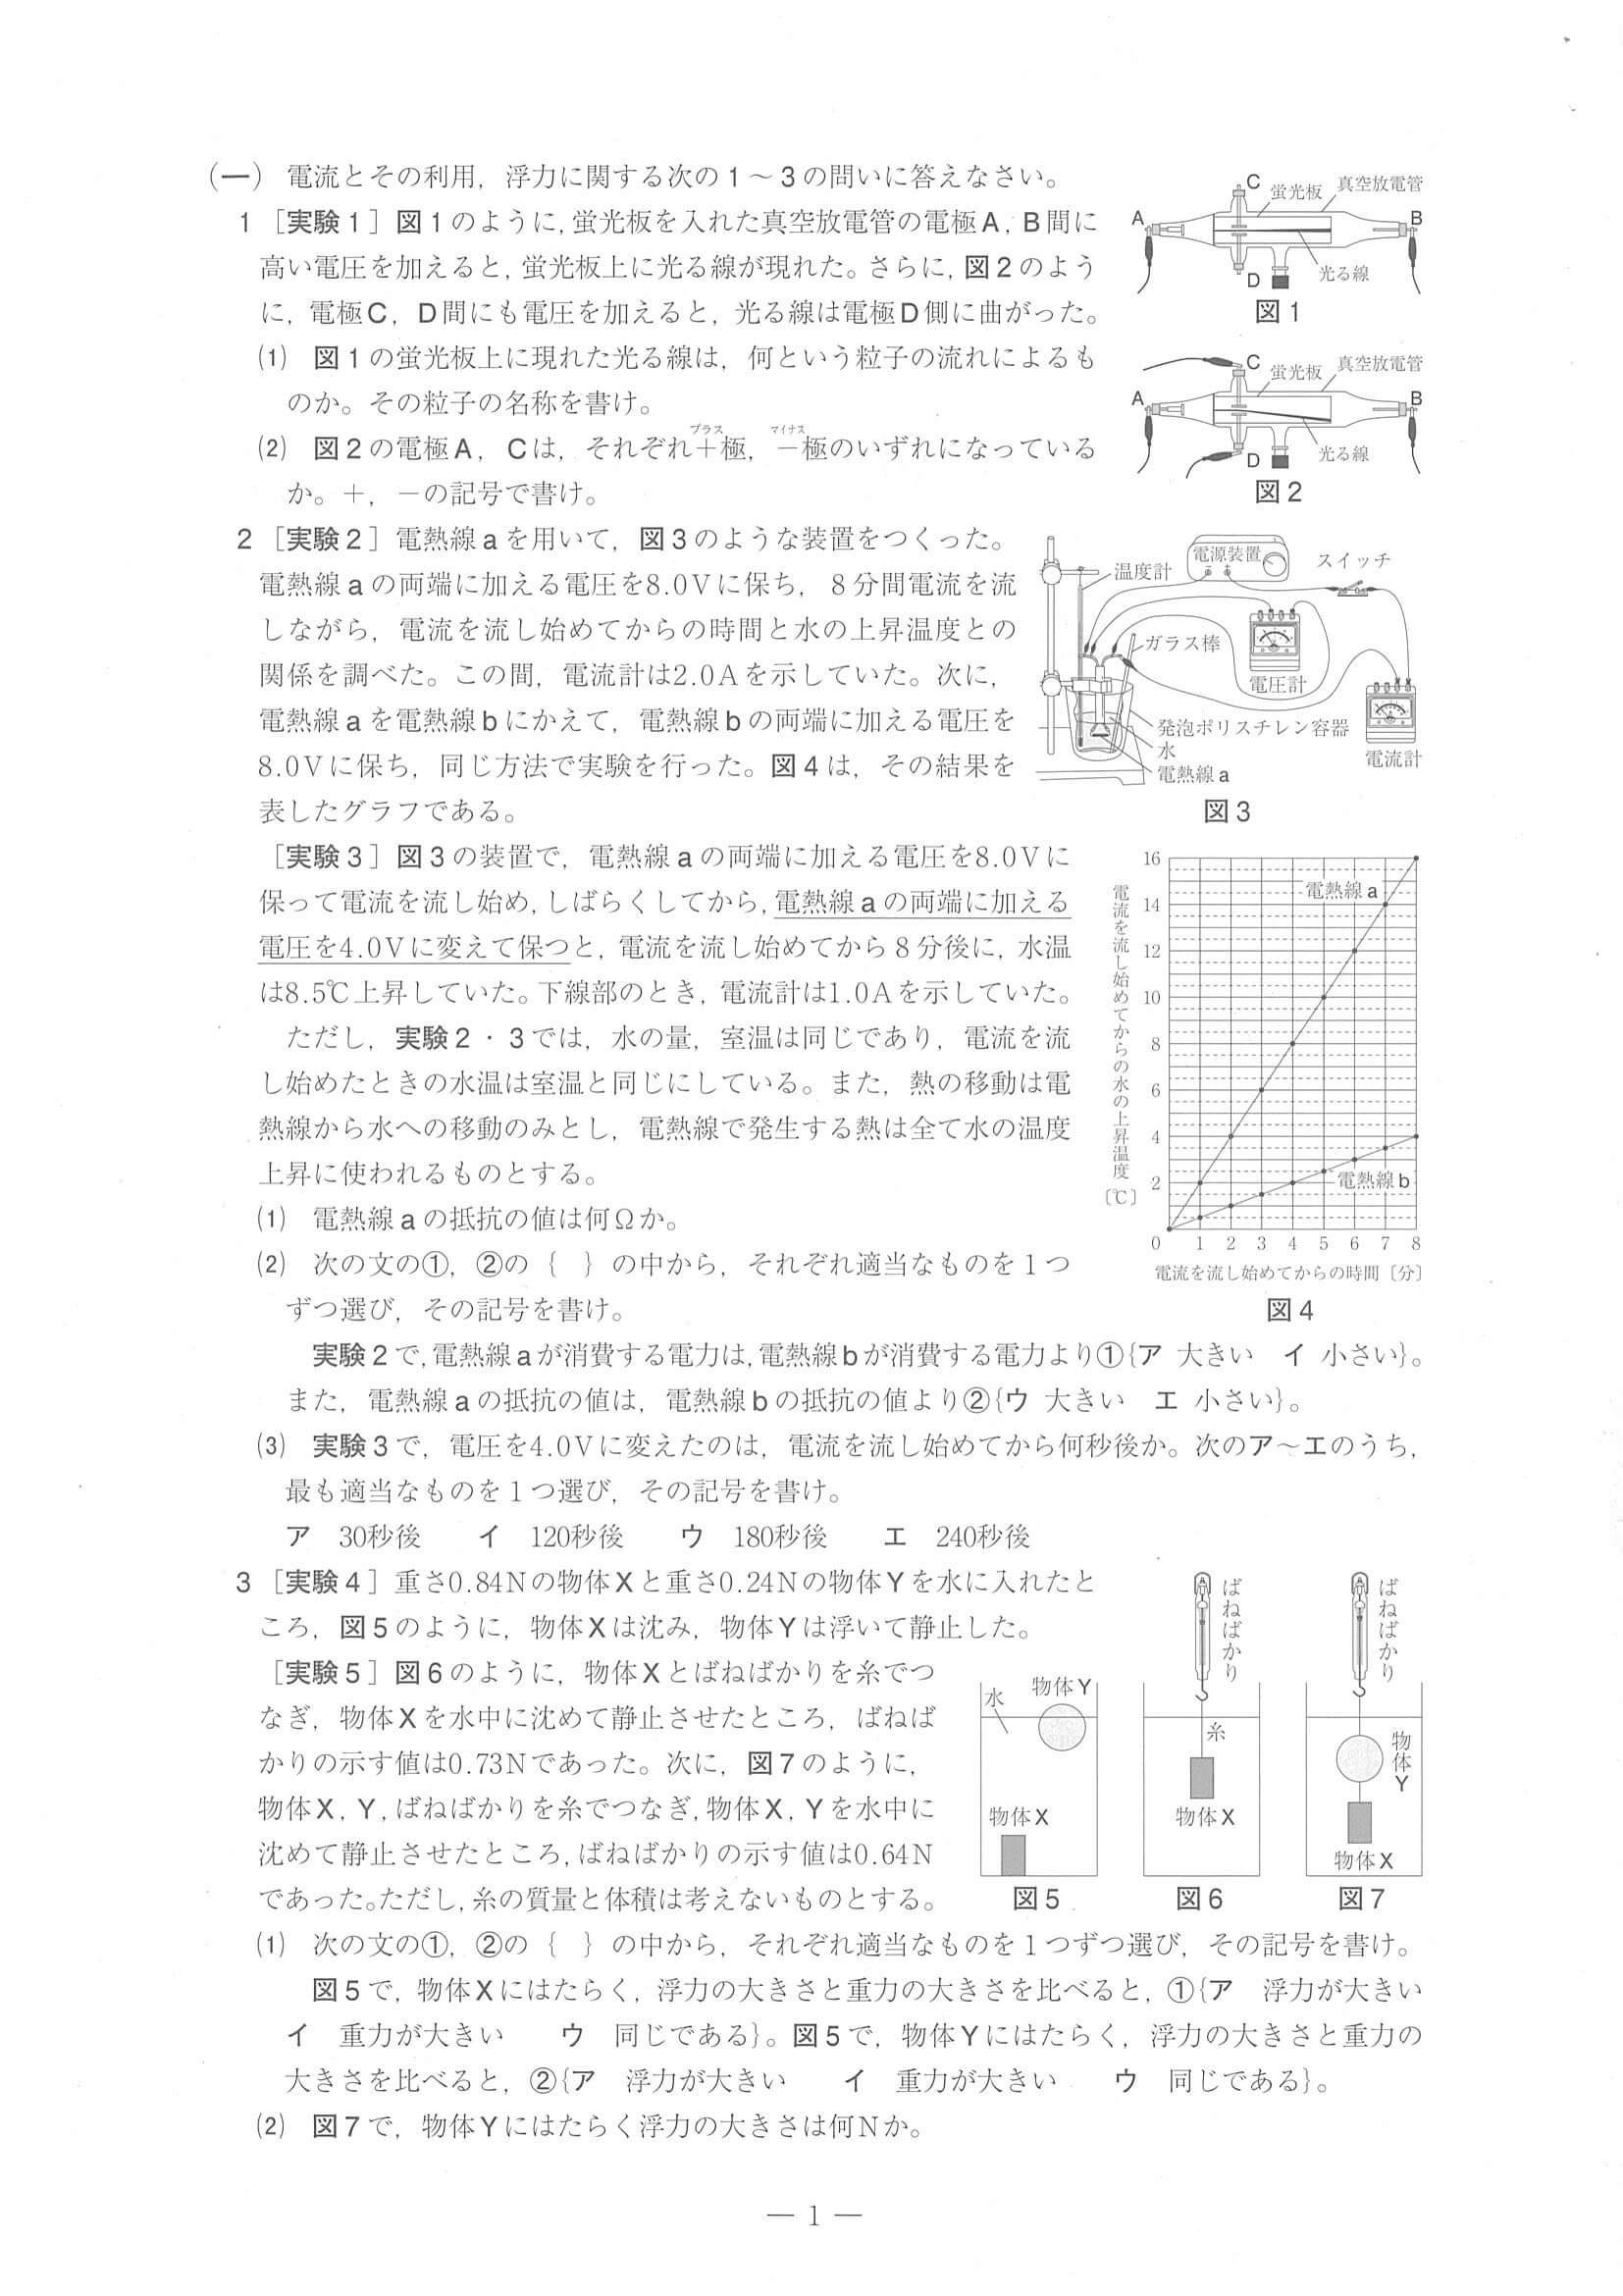 (一) 電流とその利用，浮力に関する次の1～3の問いに答えなさい。
1 ［実験1］図1のように，蛍光板を入れた真空放電管の電極A，B間に
高い電圧を加えると，蛍光板上に光る線が現れた。さらに，図2のよう
に，電極C，D間にも電圧を加えると，光る線は電極D側に曲がった。
⑴ 図1の蛍光板上に現れた光る線は，何という粒子の流れによるも
のか。その粒子の名称を書け。
プラス マイナス
⑵ 図2の電極A，Cは，それぞれ＋極，－極のいずれになっている
か。＋，－の記号で書け。
C 蛍光板 真空放電管
A B
D 光る線
図1
C 蛍光板 真空放電管
A B
D 光る線
図2
2 ［実験2］電熱線aを用いて，図3のような装置をつくった。
電熱線aの両端に加える電圧を8.0Vに保ち，8分間電流を流
しながら，電流を流し始めてからの時間と水の上昇温度との
関係を調べた。この間，電流計は2.0Aを示していた。次に，
電熱線aを電熱線bにかえて，電熱線bの両端に加える電圧を
8.0Vに保ち，同じ方法で実験を行った。図4は，その結果を
表したグラフである。
電源装置 スイッチ
温度計
ガラス棒
電圧計
発泡ポリスチレン容器
水
電熱線a
電流計
図3
［実験3］図3の装置で，電熱線aの両端に加える電圧を8.0Vに
保って電流を流し始め，しばらくしてから，電熱線aの両端に加える
電圧を4.0Vに変えて保つと，電流を流し始めてから8分後に，水温
は8.5℃上昇していた。下線部のとき，電流計は1.0Aを示していた。
ただし，実験2・3では，水の量，室温は同じであり，電流を流
し始めたときの水温は室温と同じにしている。また，熱の移動は電
熱線から水への移動のみとし，電熱線で発生する熱は全て水の温度
上昇に使われるものとする。
電流を流し始めてからの水の上昇温度〔℃〕
16
14
12
10
8
6
4
2
0 1 2 3 4 5 6 7 8
電熱線a
電熱線b
電流を流し始めてからの時間〔分〕
図4
⑴ 電熱線aの抵抗の値は何Ωか。
⑵ 次の文の①，②の｛　｝の中から，それぞれ適当なものを1つ
ずつ選び，その記号を書け。
実験2で，電熱線aが消費する電力は，電熱線bが消費する電力より①｛ア 大きい　イ 小さい｝。
また，電熱線aの抵抗の値は，電熱線bの抵抗の値より②｛ウ 大きい　エ 小さい｝。
⑶ 実験3で，電圧を4.0Vに変えたのは，電流を流し始めてから何秒後か。次のア～エのうち，
最も適当なものを1つ選び，その記号を書け。
ア 30秒後　イ 120秒後　ウ 180秒後　エ 240秒後
3 ［実験4］重さ0.84Nの物体Xと重さ0.24Nの物体Yを水に入れたと
ころ，図5のように，物体Xは沈み，物体Yは浮いて静止した。
［実験5］図6のように，物体Xとばねばかりを糸でつ
なぎ，物体Xを水中に沈めて静止させたところ，ばねば
かりの示す値は0.73Nであった。次に，図7のように，
物体X，Y，ばねばかりを糸でつなぎ，物体X，Yを水中に
沈めて静止させたところ，ばねばかりの示す値は0.64N
であった。ただし，糸の質量と体積は考えないものとする。
水 物体Y
物体X
図5
ばねばかり
糸
物体X
図6
ばねばかり
物体Y
物体X
図7
⑴ 次の文の①，②の｛　｝の中から，それぞれ適当なものを1つずつ選び，その記号を書け。
図5で，物体Xにはたらく，浮力の大きさと重力の大きさを比べると，①｛ア　浮力が大きい
イ　重力が大きい　　ウ　同じである｝。図5で，物体Yにはたらく，浮力の大きさと重力の
大きさを比べると，②｛ア　浮力が大きい　　イ　重力が大きい　　ウ　同じである｝。
⑵ 図7で，物体Yにはたらく浮力の大きさは何Nか。
— 1 —